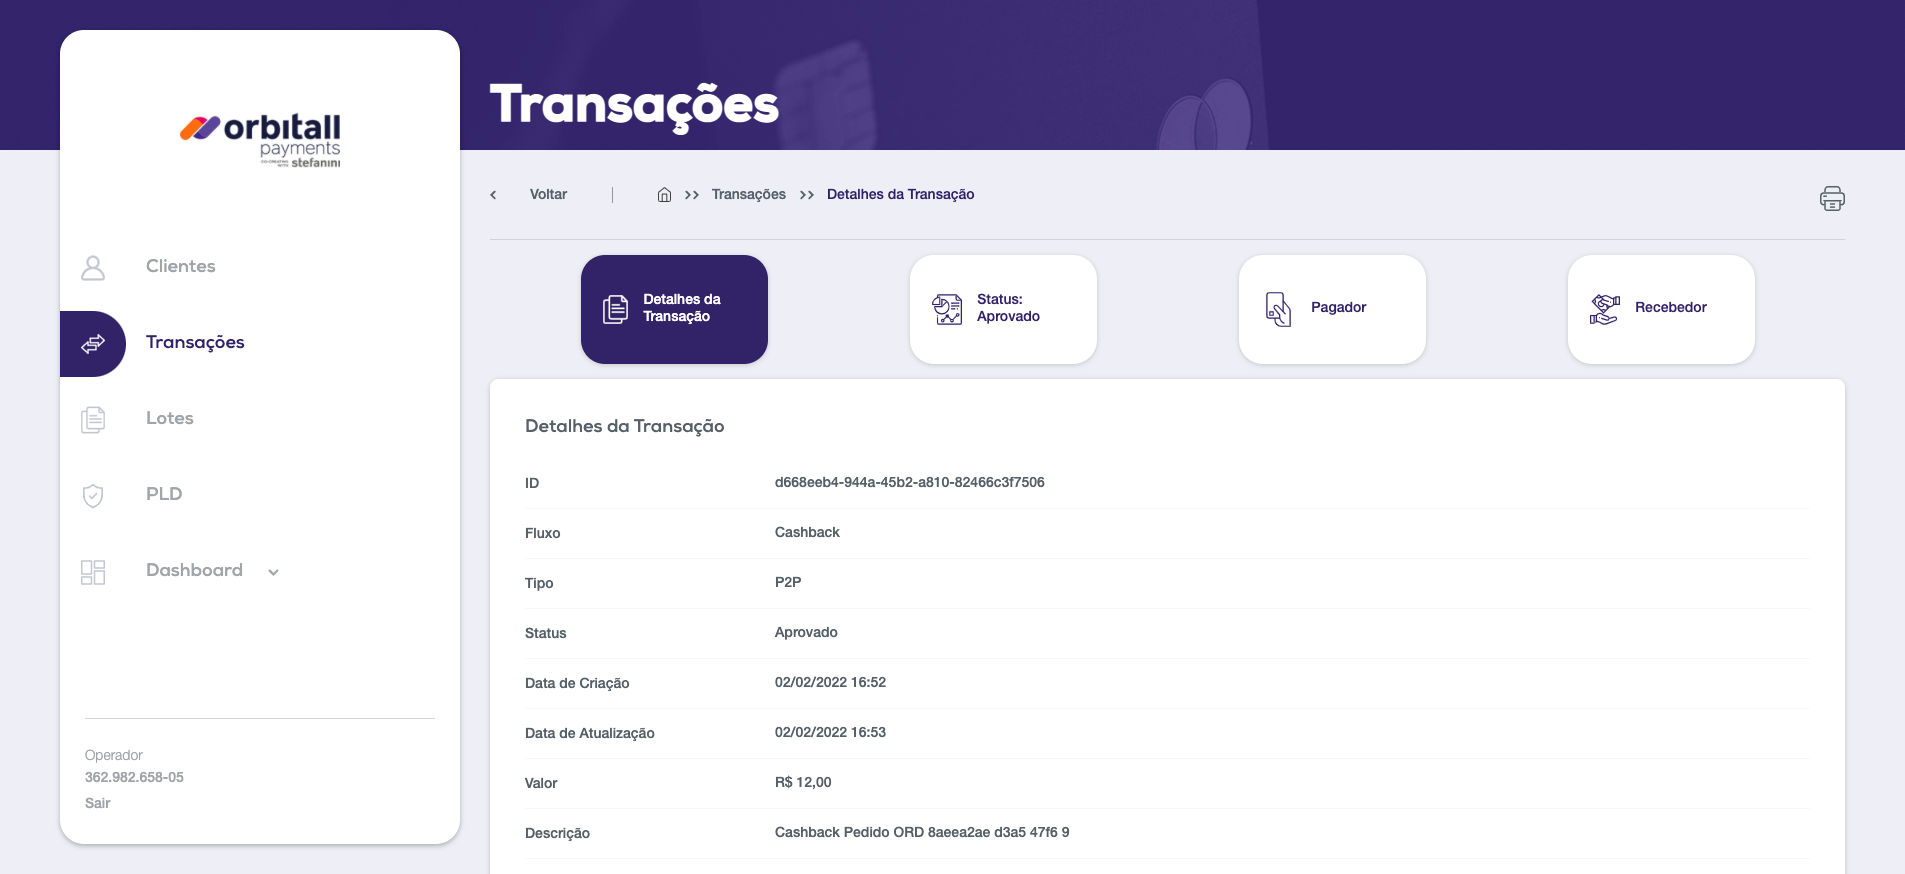 orbitall
payments
CO-CREATING WITH stefanini
Clientes
Transações
Lotes
PLD
Dashboard
Operador
362.982.658-05
Sair
Transações
Voltar | >> Transações >> Detalhes da Transação
Detalhes da
Transação
Status:
Aprovado
Pagador
Recebedor
Detalhes da Transação
ID d668eeb4-944a-45b2-a810-82466c3f7506
Fluxo Cashback
Tipo P2P
Status Aprovado
Data de Criação 02/02/2022 16:52
Data de Atualização 02/02/2022 16:53
Valor R$ 12,00
Descrição Cashback Pedido ORD 8aeea2ae d3a5 47f6 9